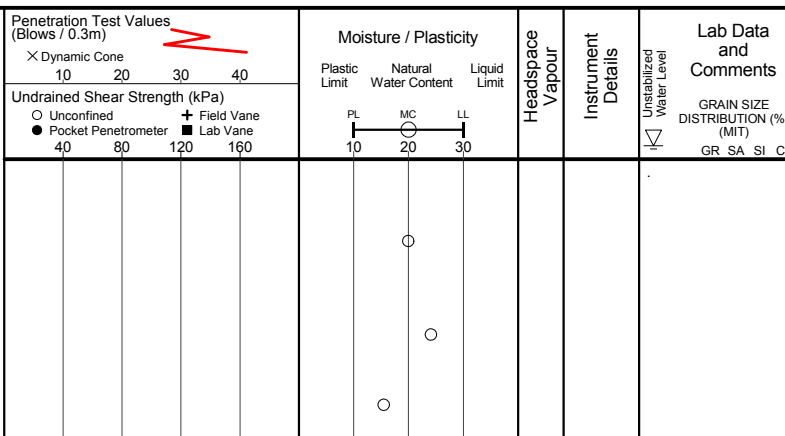 Penetration Test Values
(Blows / 0.3m)
× Dynamic Cone
10 20 30 40
Undrained Shear Strength (kPa)
○ Unconfined + Field Vane
● Pocket Penetrometer ■ Lab Vane
40 80 120 160
Moisture / Plasticity
Plastic Limit
Natural Water Content
Liquid Limit
PL MC LL
10 20 30
Headspace
Vapour
Instrument
Details
Unstabilized
Water Level
Lab Data
and
Comments
GRAIN SIZE
DISTRIBUTION (%
(MIT)
GR SA SI C